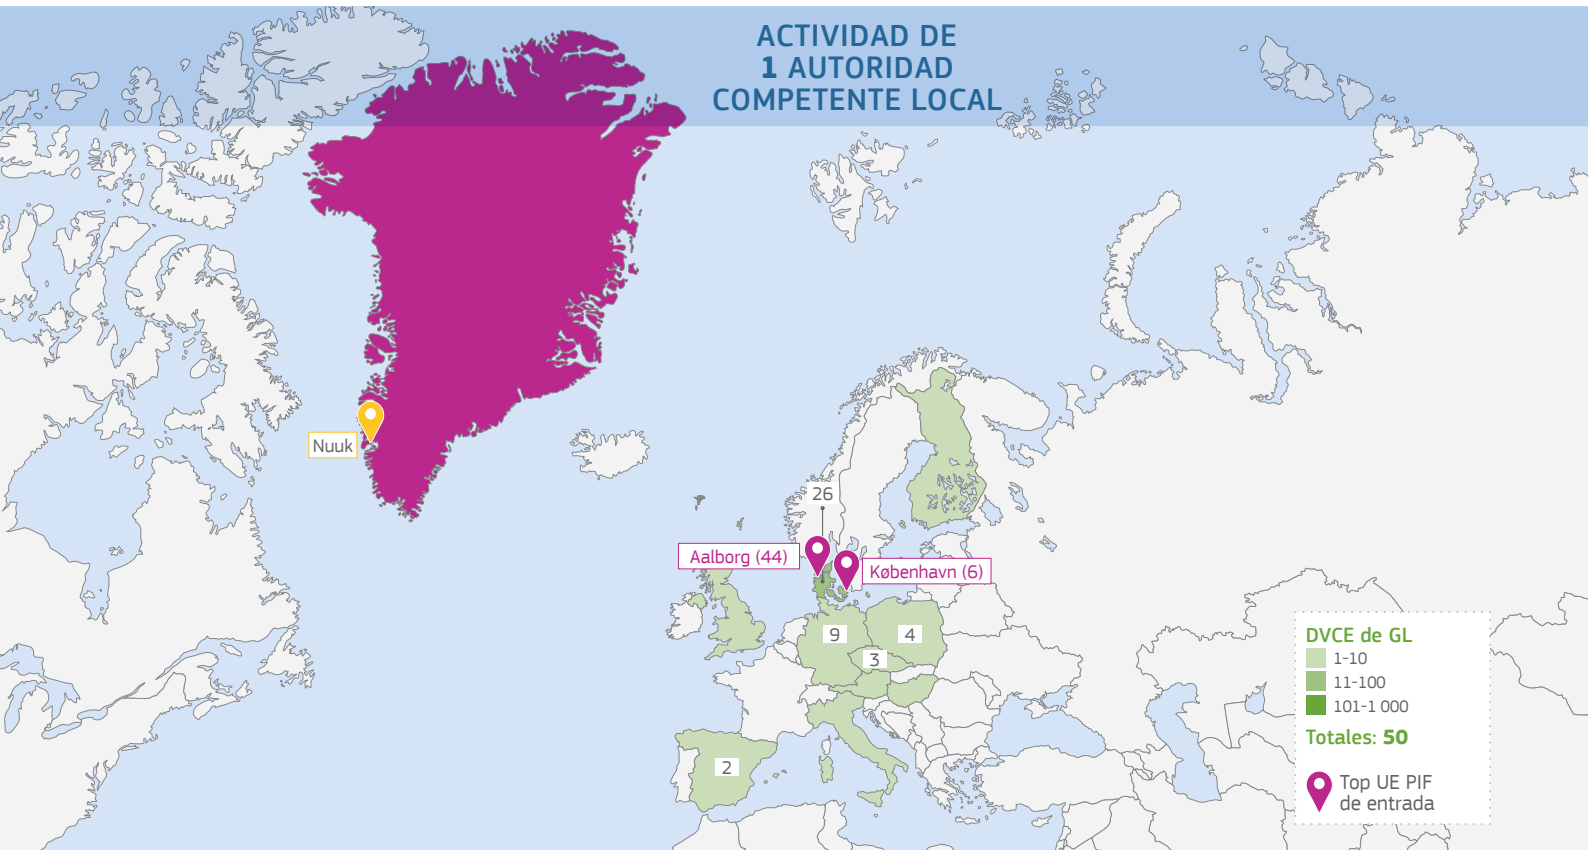 ACTIVIDAD DE
1 AUTORIDAD
COMPETENTE LOCAL
Nuuk
26
Aalborg (44)
København (6)
9
4
3
2
DVCE de GL
1-10
11-100
101-1 000
Totales: 50
Top UE PIF
de entrada